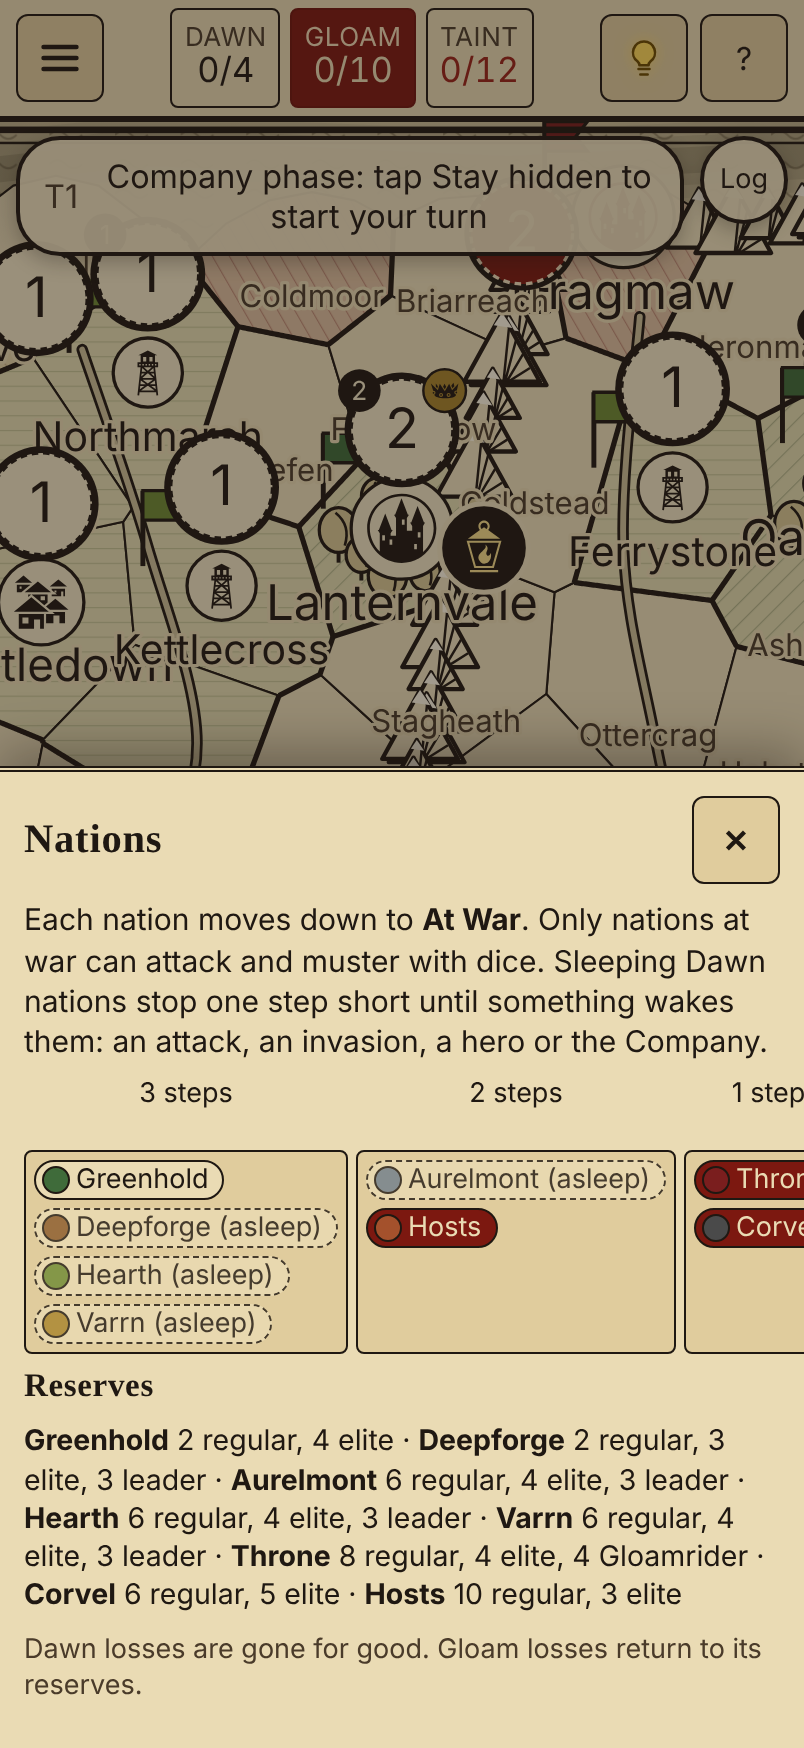 DAWN
0/4
GLOAM
0/10
TAINT
0/12
?
T1
Company phase: tap Stay hidden to
start your turn
Log
1
1
1
2
Coldmoor
Briarreach
1
2
2
Northmarsh
1
1
Coldstead
Ferrystone
Lanternvale
Kettlecross
Stagheath
Ottercrag
Nations
×
Each nation moves down to At War. Only nations at
war can attack and muster with dice. Sleeping Dawn
nations stop one step short until something wakes
them: an attack, an invasion, a hero or the Company.
3 steps
2 steps
1 step
Greenhold
Aurelmont (asleep)
Thron
Deepforge (asleep)
Hosts
Corve
Hearth (asleep)
Varrn (asleep)
Reserves
Greenhold 2 regular, 4 elite · Deepforge 2 regular, 3
elite, 3 leader · Aurelmont 6 regular, 4 elite, 3 leader ·
Hearth 6 regular, 4 elite, 3 leader · Varrn 6 regular, 4
elite, 3 leader · Throne 8 regular, 4 elite, 4 Gloamrider ·
Corvel 6 regular, 5 elite · Hosts 10 regular, 3 elite
Dawn losses are gone for good. Gloam losses return to its
reserves.